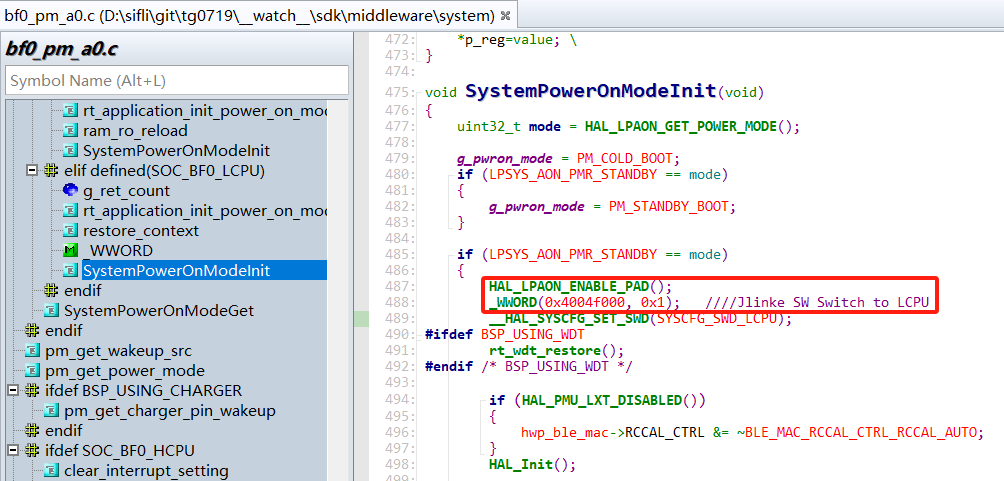 bf0_pm_a0.c (D:\sifli\git\tg0719\__watch__\sdk\middleware\system)
bf0_pm_a0.c
Symbol Name (Alt+L)
rt_application_init_power_on_mod
ram_ro_reload
SystemPowerOnModeInit
elif defined(SOC_BF0_LCPU)
g_ret_count
rt_application_init_power_on_mod
restore_context
_WWORD
SystemPowerOnModeInit
endif
SystemPowerOnModeGet
endif
pm_get_wakeup_src
pm_get_power_mode
ifdef BSP_USING_CHARGER
pm_get_charger_pin_wakeup
endif
ifdef SOC_BF0_HCPU
clear_interrupt_setting
472: *p_reg=value; \
473: }
474:
475: void SystemPowerOnModeInit(void)
476: {
477: uint32_t mode = HAL_LPAON_GET_POWER_MODE();
478:
479: g_pwron_mode = PM_COLD_BOOT;
480: if (LPSYS_AON_PMR_STANDBY == mode)
481: {
482: g_pwron_mode = PM_STANDBY_BOOT;
483: }
484:
485: if (LPSYS_AON_PMR_STANDBY == mode)
486: {
487: HAL_LPAON_ENABLE_PAD();
488: _WWORD(0x4004f000, 0x1); ////Jlinke SW Switch to LCPU
489: __HAL_SYSCFG_SET_SWD(SYSCFG_SWD_LCPU);
490: #ifdef BSP_USING_WDT
491: rt_wdt_restore();
492: #endif /* BSP_USING_WDT */
493:
494: if (HAL_PMU_LXT_DISABLED())
495: {
496: hwp_ble_mac->RCCAL_CTRL &= ~BLE_MAC_RCCAL_CTRL_RCCAL_AUTO;
497: }
498: HAL_Init();
499: